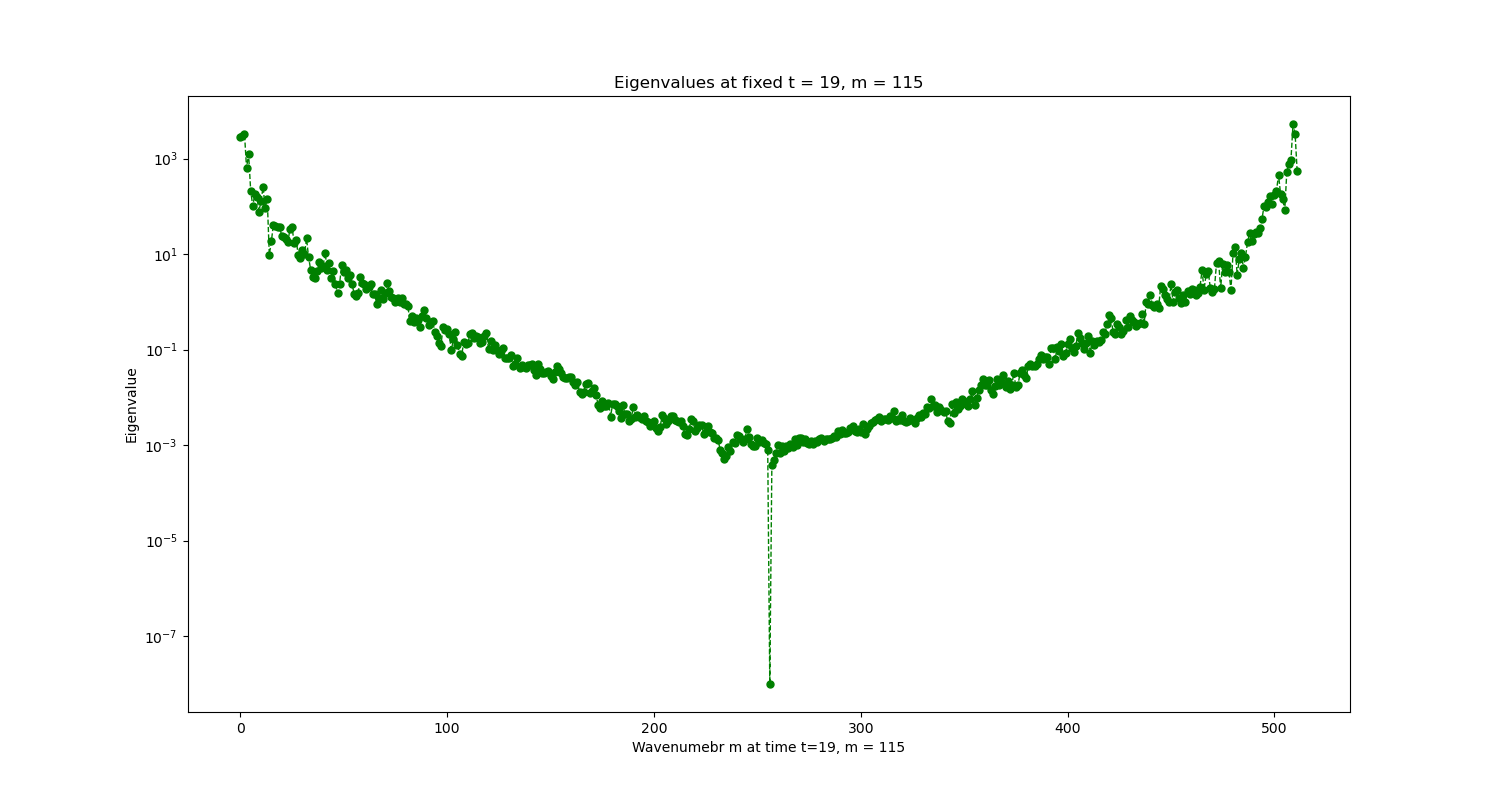 Eigenvalues at fixed t = 19, m = 115
10^3
10^1
10^−1
10^−3
10^−5
10^−7
Eigenvalue
0 100 200 300 400 500
Wavenumebr m at time t=19, m = 115